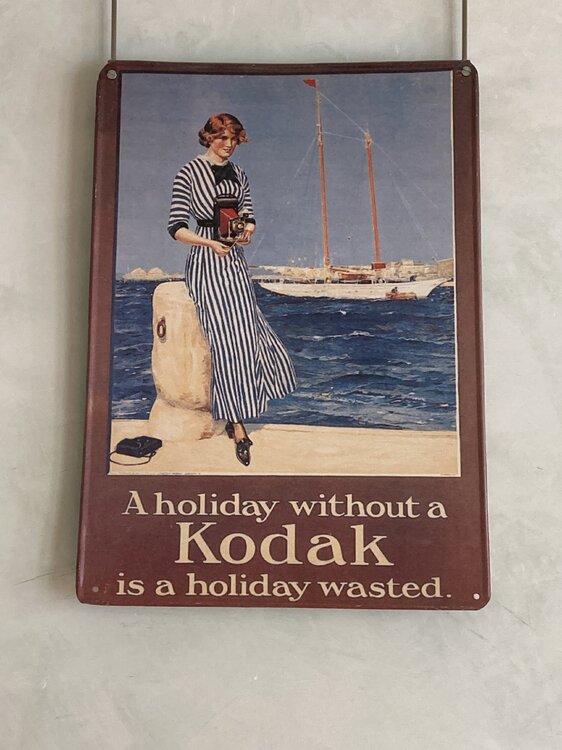 A holiday without a
Kodak
is a holiday wasted.